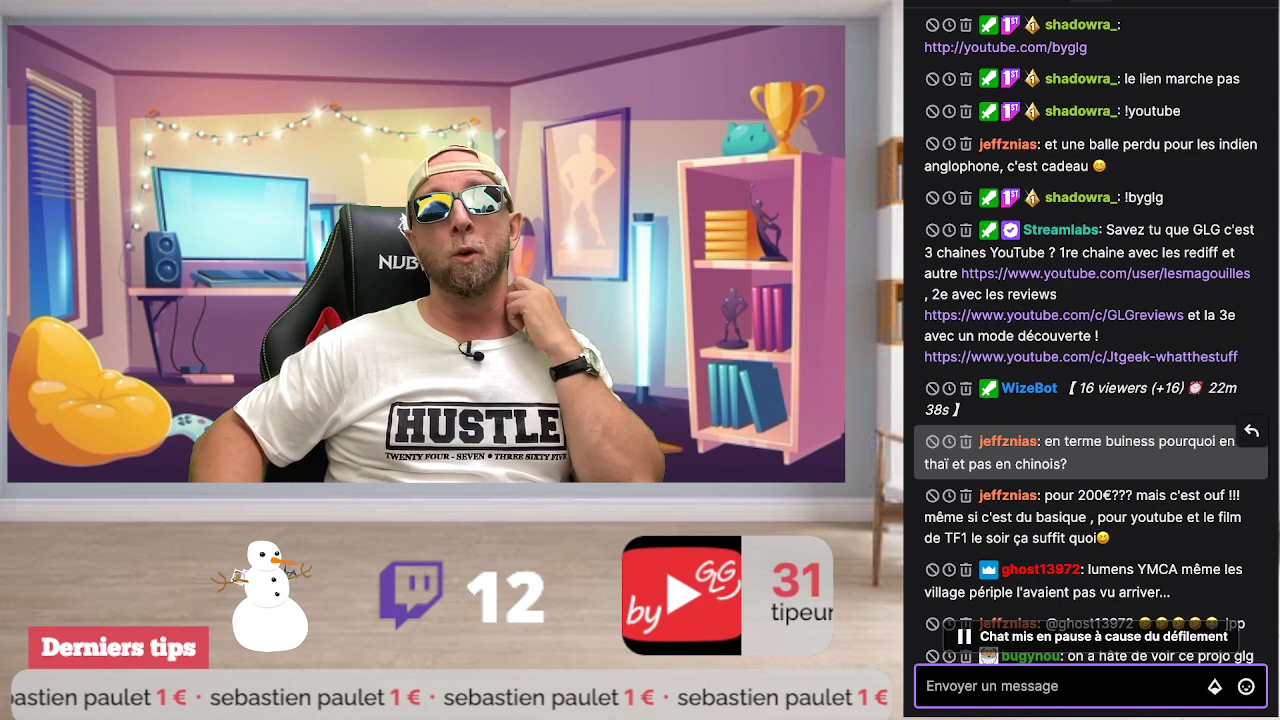 NUB
HUSTLE
TWENTY FOUR - SEVEN • THREE SIXTY FIVE
12
by GLG
31
tipeur
Derniers tips
bastien paulet 1 € · sebastien paulet 1 € · sebastien paulet 1 € · sebastien paulet 1 €
1ST shadowra_:
http://youtube.com/byglg
1ST shadowra_: le lien marche pas
1ST shadowra_: !youtube
jeffznias: et une balle perdu pour les indien
anglophone, c'est cadeau 😊
1ST shadowra_: !byglg
Streamlabs: Savez tu que GLG c'est
3 chaines YouTube ? 1re chaine avec les rediff et
autre https://www.youtube.com/user/lesmagouilles
, 2e avec les reviews
https://www.youtube.com/c/GLGreviews et la 3e
avec un mode découverte !
https://www.youtube.com/c/Jtgeek-whatthestuff
WizeBot 【 16 viewers (+16) ⏰ 22m
38s 】
jeffznias: en terme buiness pourquoi en
thaï et pas en chinois?
jeffznias: pour 200€??? mais c'est ouf !!!
même si c'est du basique , pour youtube et le film
de TF1 le soir ça suffit quoi😊
ghost13972: lumens YMCA même les
village périple l'avaient pas vu arriver...
jeffznias: @ghost13972 jpp
Chat mis en pause à cause du défilement
bugynou: on a hâte de voir ce projo glg
Envoyer un message